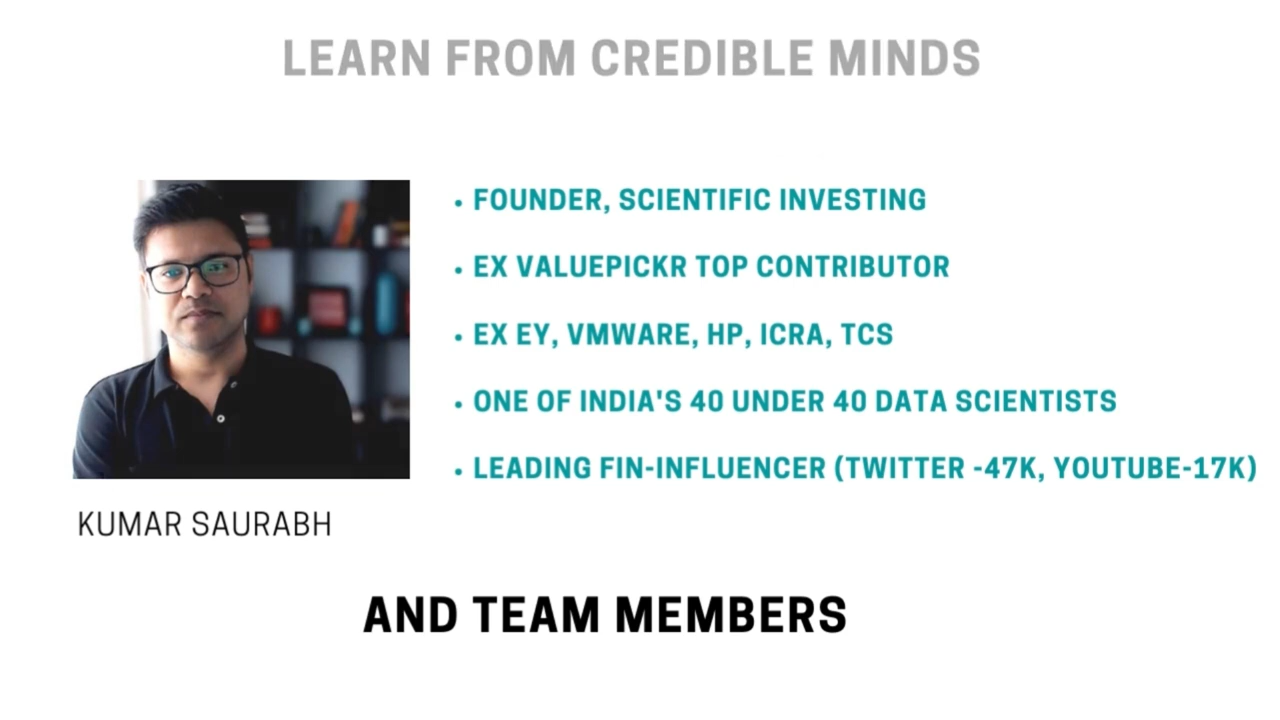 LEARN FROM CREDIBLE MINDS
• FOUNDER, SCIENTIFIC INVESTING
• EX VALUEPICKR TOP CONTRIBUTOR
• EX EY, VMWARE, HP, ICRA, TCS
• ONE OF INDIA'S 40 UNDER 40 DATA SCIENTISTS
• LEADING FIN-INFLUENCER (TWITTER -47K, YOUTUBE-17K)
KUMAR SAURABH
AND TEAM MEMBERS